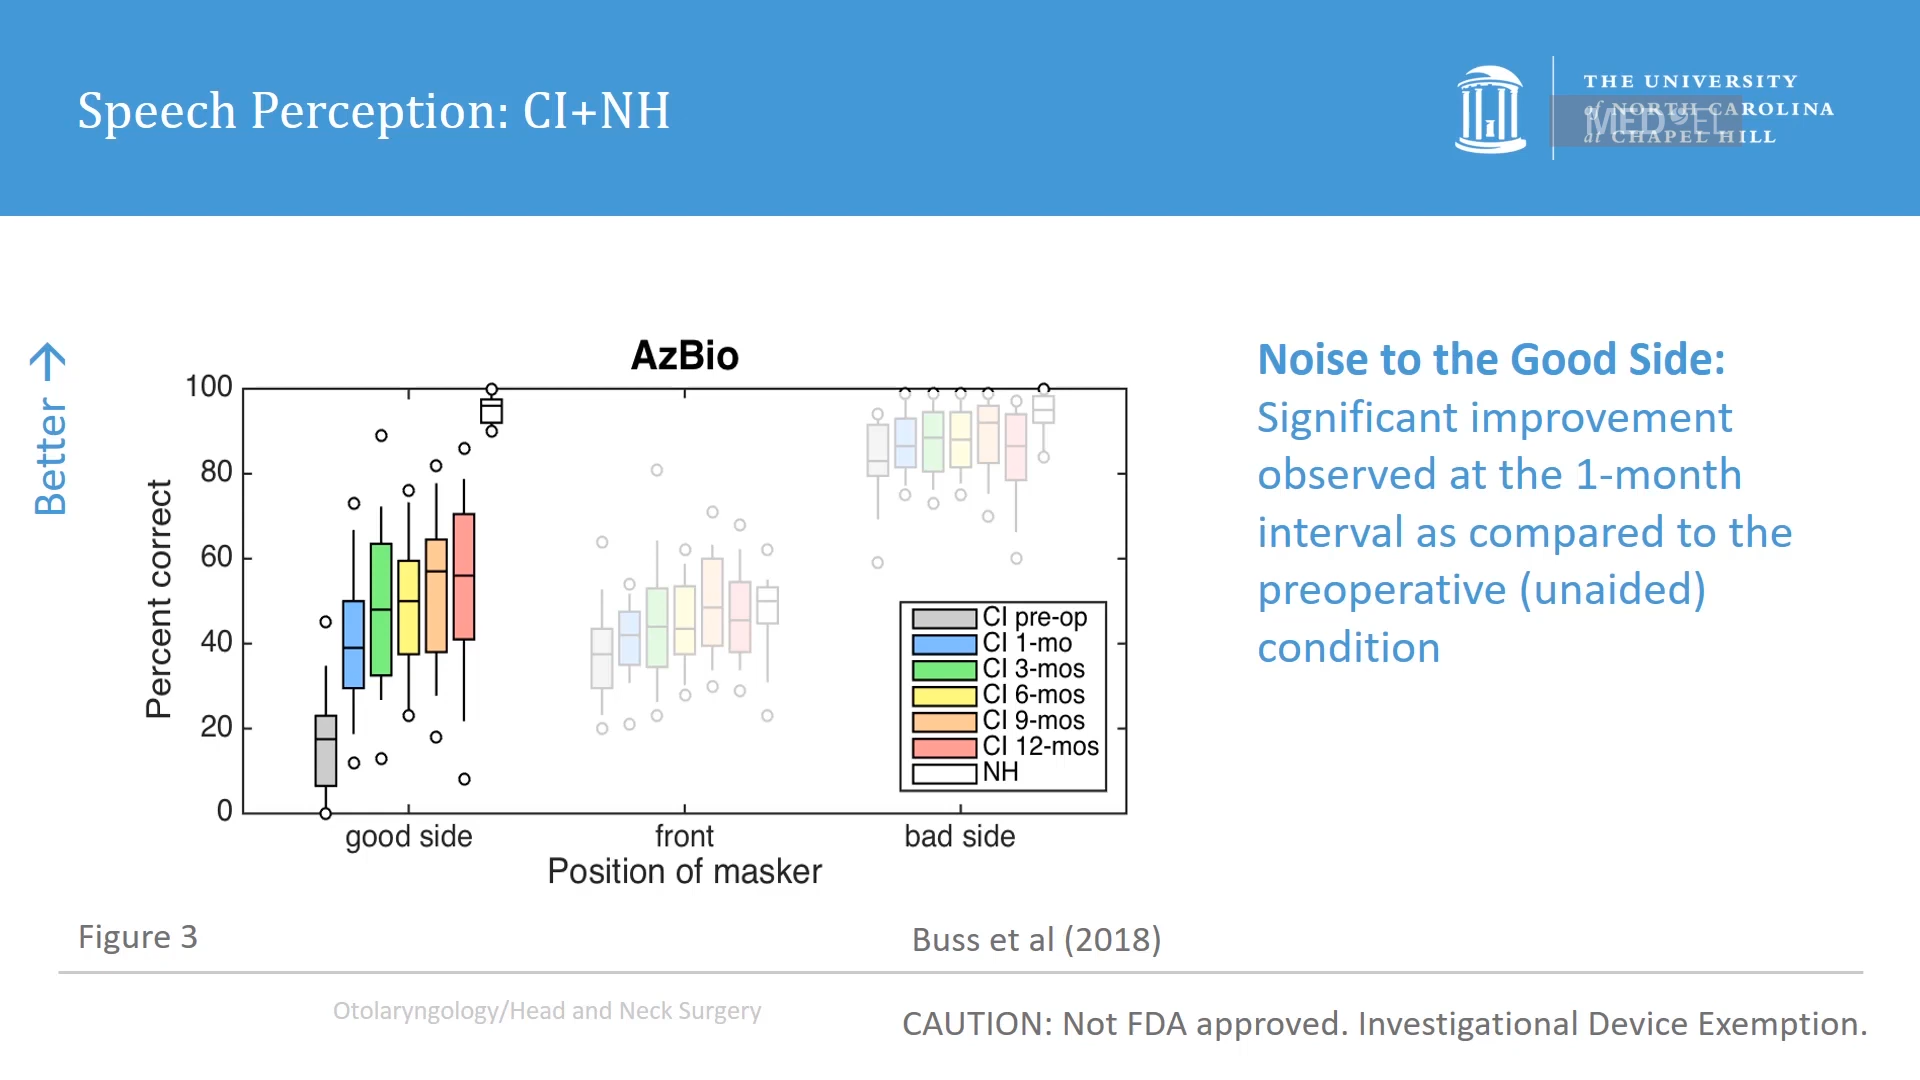 Speech Perception: CI+NH
THE UNIVERSITY
of NORTH CAROLINA
at CHAPEL HILL
MED EL
Better →
AzBio
Percent correct
100
80
60
40
20
0
good side
front
bad side
Position of masker
CI pre-op
CI 1-mo
CI 3-mos
CI 6-mos
CI 9-mos
CI 12-mos
NH
Noise to the Good Side:
Significant improvement
observed at the 1-month
interval as compared to the
preoperative (unaided)
condition
Figure 3
Buss et al (2018)
Otolaryngology/Head and Neck Surgery
CAUTION: Not FDA approved. Investigational Device Exemption.